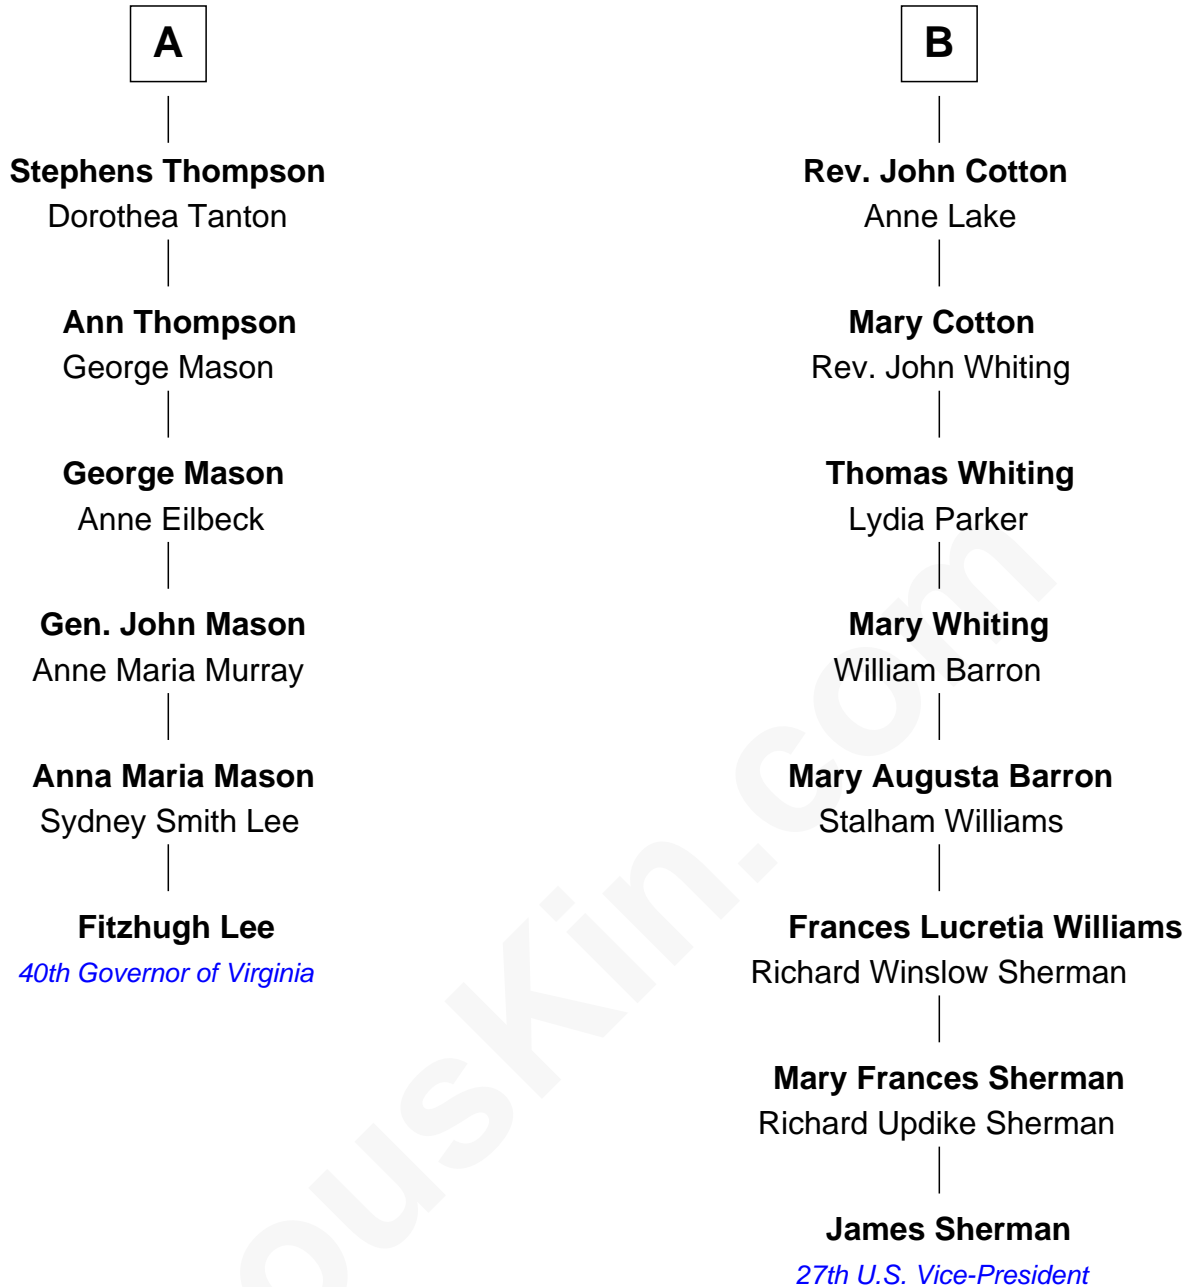 A
Stephens Thompson
Dorothea Tanton
Ann Thompson
George Mason
George Mason
Anne Eilbeck
Gen. John Mason
Anne Maria Murray
Anna Maria Mason
Sydney Smith Lee
Fitzhugh Lee
40th Governor of Virginia
B
Rev. John Cotton
Anne Lake
Mary Cotton
Rev. John Whiting
Thomas Whiting
Lydia Parker
Mary Whiting
William Barron
Mary Augusta Barron
Stalham Williams
Frances Lucretia Williams
Richard Winslow Sherman
Mary Frances Sherman
Richard Updike Sherman
James Sherman
27th U.S. Vice-President
ousKin.com